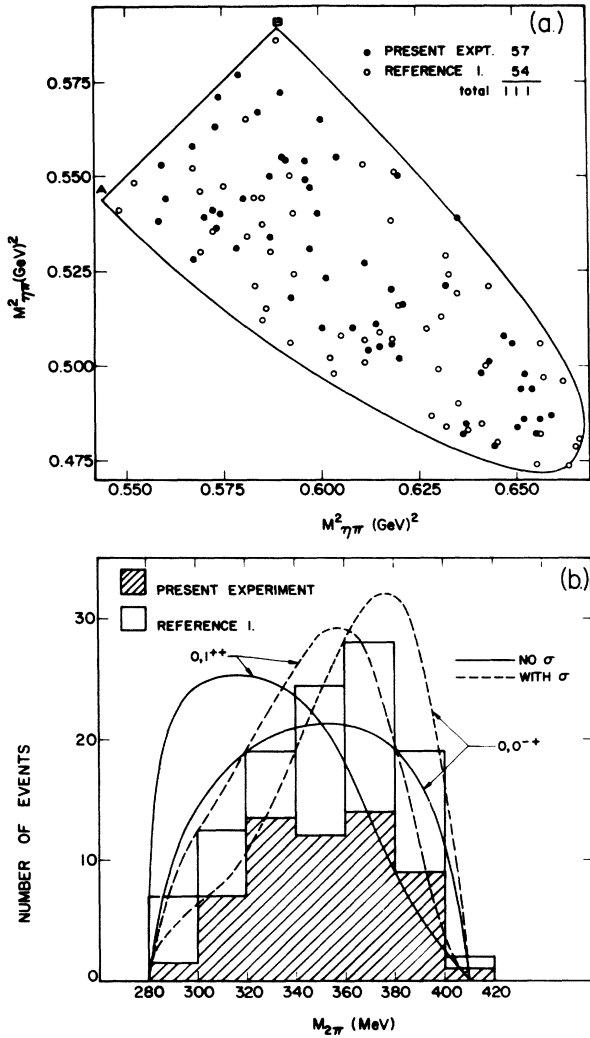 (a.)
PRESENT EXPT. 57
REFERENCE I. 54
total 111
B
A
0.575
0.550
0.525
0.500
0.475
M²ηπ(GeV)²
0.550 0.575 0.600 0.625 0.650
M²ηπ (GeV)²
(b.)
PRESENT EXPERIMENT
REFERENCE I.
NO σ
WITH σ
0,1⁺⁺
0,0⁻⁺
30
20
10
0
NUMBER OF EVENTS
280 300 320 340 360 380 400 420
M2π (MeV)